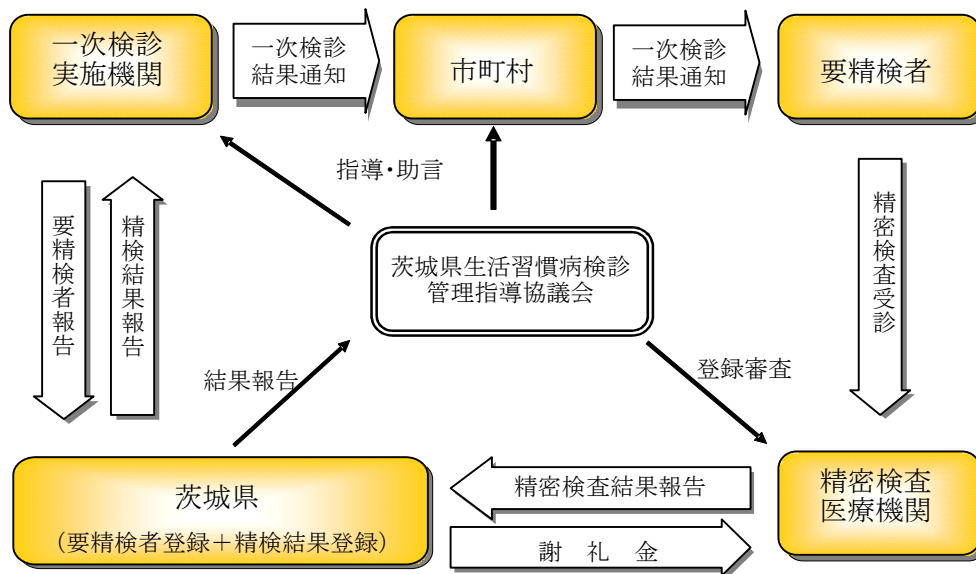 一次検診
実施機関
一次検診
結果通知
市町村
一次検診
結果通知
要精検者
指導・助言
要精検者報告
精検結果報告
茨城県生活習慣病検診
管理指導協議会
精密検査受診
結果報告
登録審査
茨城県
（要精検者登録＋精検結果登録）
精密検査結果報告
謝 礼 金
精密検査
医療機関